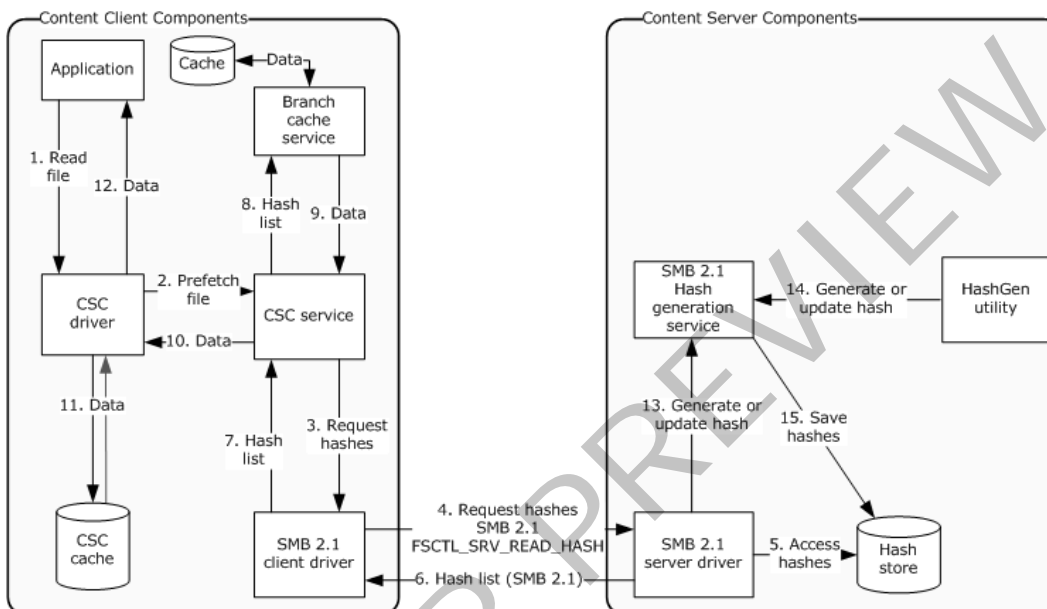 Content Client Components
Application
Cache
Data
Branch
cache
service
1. Read
file
12. Data
8. Hash
list
9. Data
CSC
driver
2. Prefetch
file
10. Data
CSC service
11. Data
7. Hash
list
3. Request
hashes
CSC
cache
SMB 2.1
client driver
4. Request hashes
SMB 2.1
FSCTL_SRV_READ_HASH
6. Hash list (SMB 2.1)
Content Server Components
SMB 2.1
Hash
generation
service
14. Generate or
update hash
HashGen
utility
13. Generate or
update hash
15. Save
hashes
SMB 2.1
server driver
5. Access
hashes
Hash
store
PREVIEW